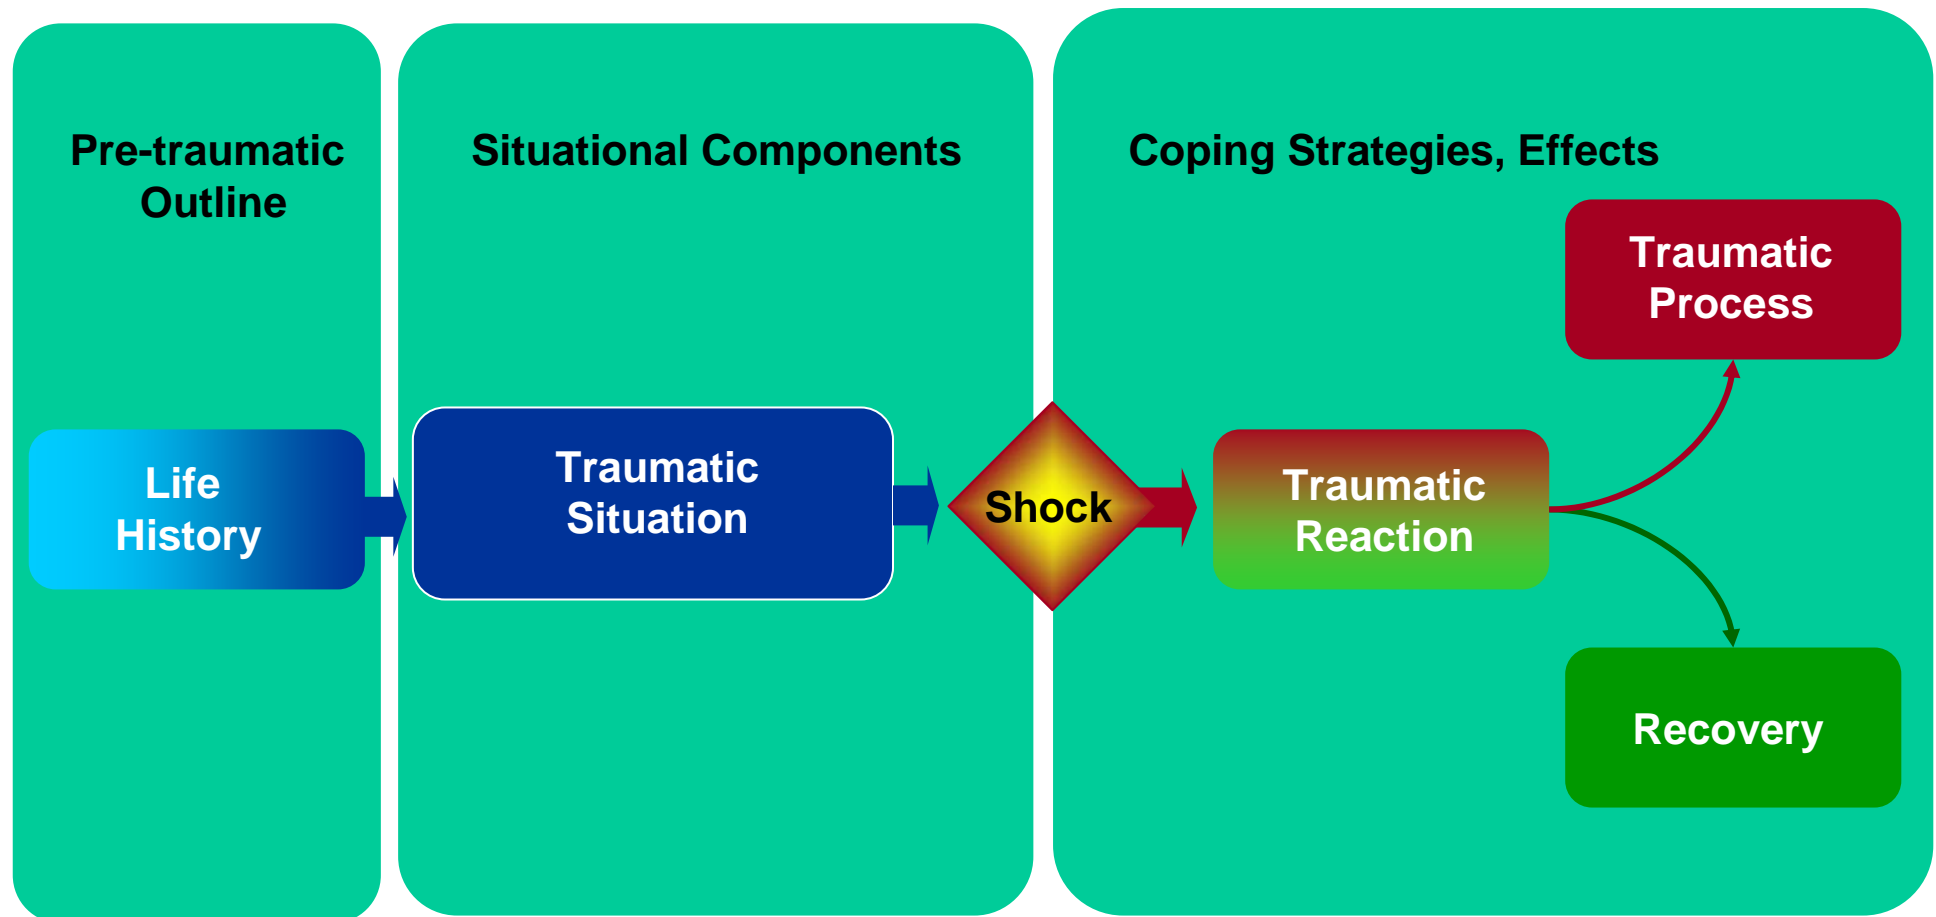 Pre-traumatic
Outline
Situational Components
Coping Strategies, Effects
Traumatic
Process
Life
History
Traumatic
Situation
Shock
Traumatic
Reaction
Recovery